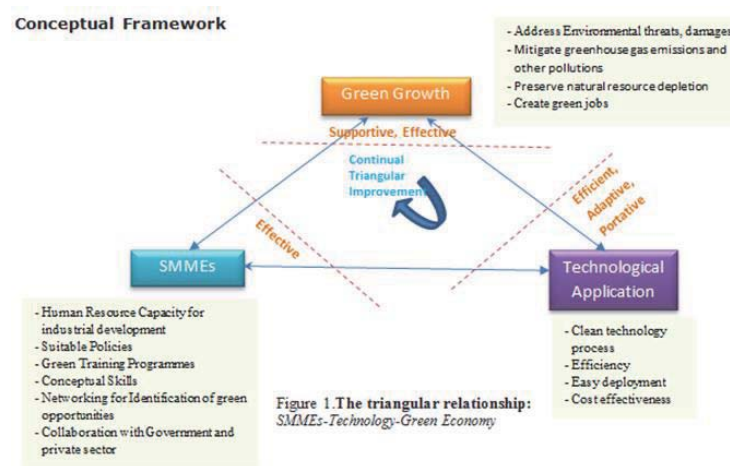 Conceptual Framework
- Address Environmental threats, damages
- Mitigate greenhouse gas emissions and
other pollutions
- Preserve natural resource depletion
- Create green jobs
Green Growth
Supportive, Effective
Continual
Triangular
Improvement
Efficient,
Adaptive,
Portative
Effective
SMMEs
Technological
Application
- Human Resource Capacity for
industrial development
- Suitable Policies
- Green Training Programmes
- Conceptual Skills
- Networking for Identification of green
opportunities
- Collaboration with Government and
private sector
- Clean technology
process
- Efficiency
- Easy deployment
- Cost effectiveness
Figure 1.The triangular relationship:
SMMEs-Technology-Green Economy